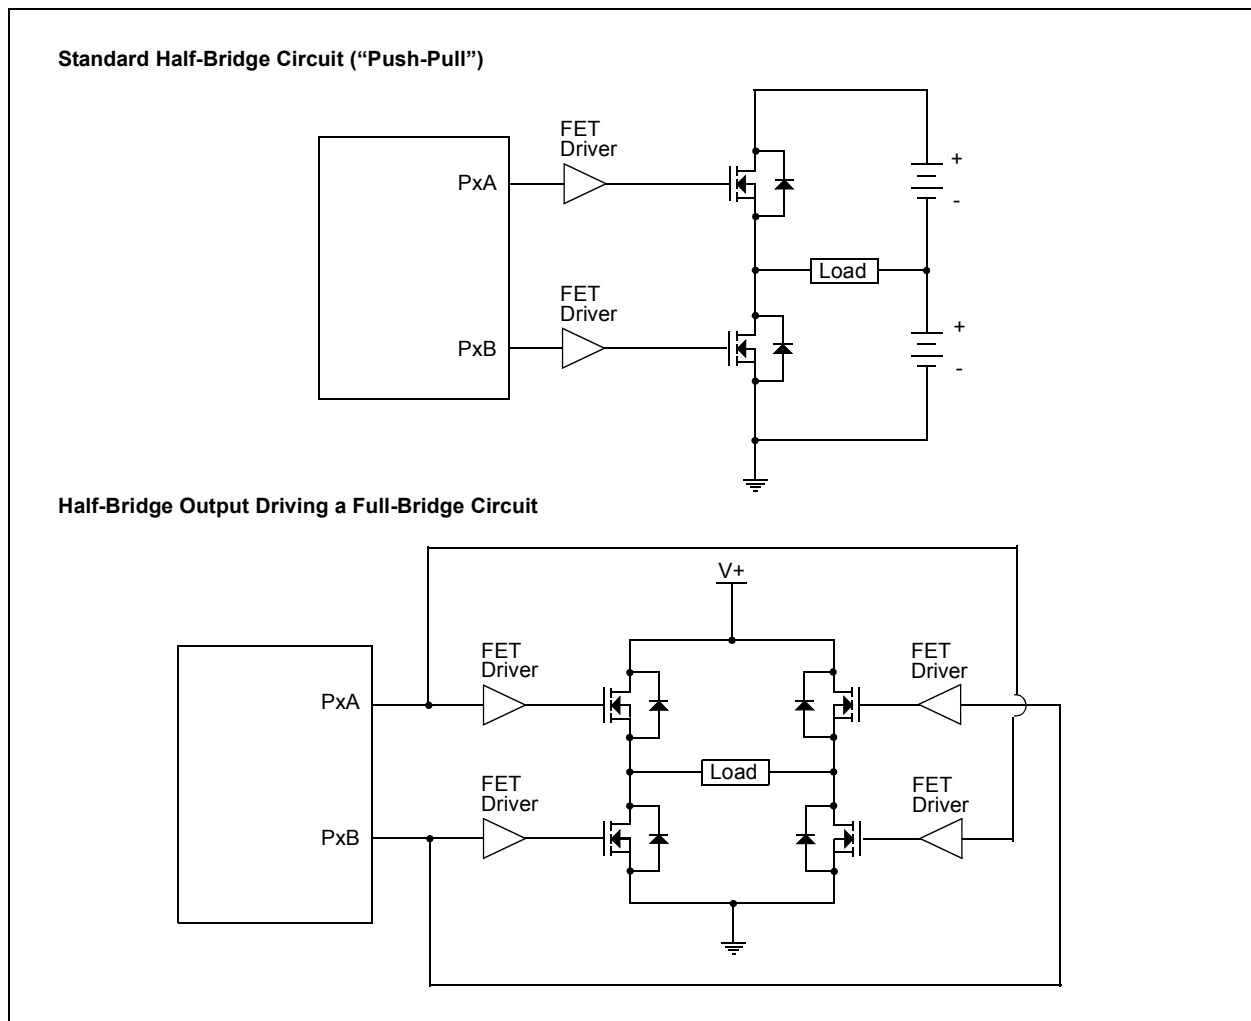 Standard Half-Bridge Circuit (“Push-Pull”)
FET
Driver
PxA
+
-
Load
FET
Driver
PxB
+
-
Half-Bridge Output Driving a Full-Bridge Circuit
V+
FET
Driver
FET
Driver
PxA
Load
FET
Driver
FET
Driver
PxB